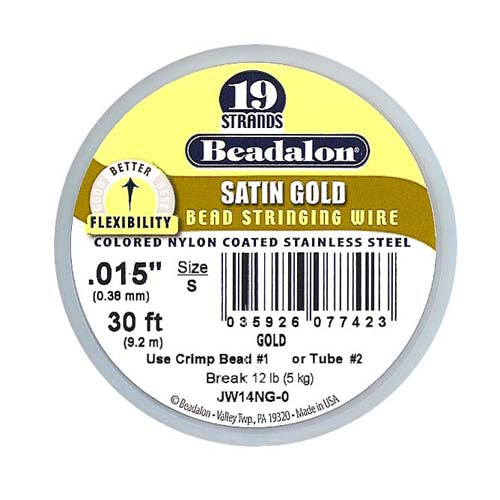 19
STRANDS
Beadalon®
SATIN GOLD
BEAD STRINGING WIRE
COLORED NYLON COATED STAINLESS STEEL
GOOD BETTER BEST
FLEXIBILITY
.015"
(0.38 mm)
30 ft
(9.2 m)
Size
S
035926 077423
GOLD
Use Crimp Bead #1 or Tube #2
Break 12 lb (5 kg)
JW14NG-0
© Beadalon • Valley Twp., PA 19320 • Made in USA